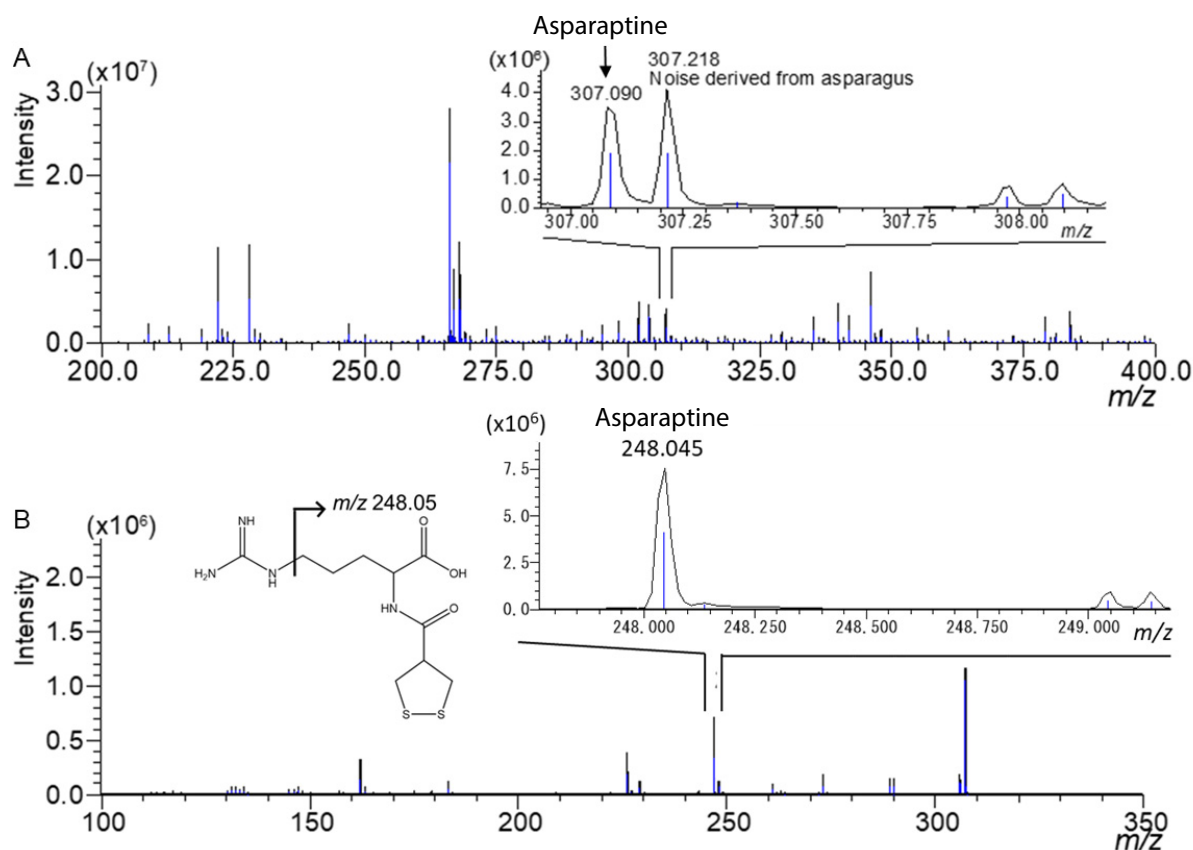 Asparaptine
A
(x10⁷)
(x10⁶)
307.218
Noise derived from asparagus
307.090
Intensity
3.0
2.0
1.0
0.0
4.0
3.0
2.0
1.0
0.0
307.00 307.25 307.50 307.75 308.00
m/z
200.0 225.0 250.0 275.0 300.0 325.0 350.0 375.0 400.0
m/z
Asparaptine
(x10⁶)
248.045
7.5
5.0
2.5
0.0
248.000 248.250 248.500 248.750 249.000 m/z
B
(x10⁶)
m/z 248.05
NH
O
H₂N
N
H
OH
HN
O
S S
Intensity
2.0
1.5
1.0
0.5
0.0
100 150 200 250 300 350
m/z